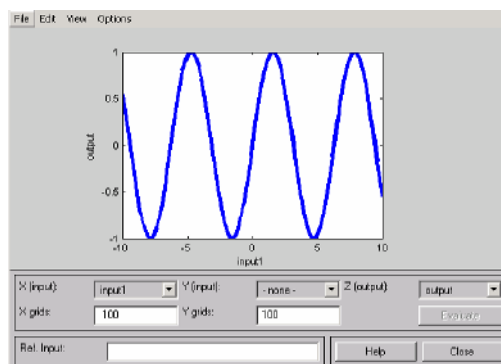 File Edit View Options
1
0.5
0
-0.5
-1
output
-10 -5 0 5 10
input1
X (input): input1 Y (input): - none - Z (output): output
X grids: 100 Y grids: 100 Evaluate
Ref. Input: Help Close